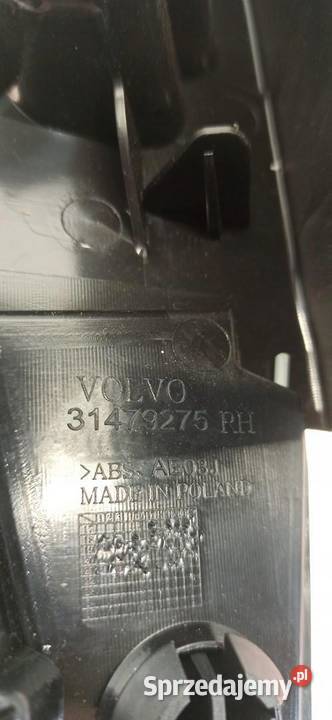 VOLVO
31479275 RH
>ABS
MADE IN POLAND
Sprzedajemy.pl